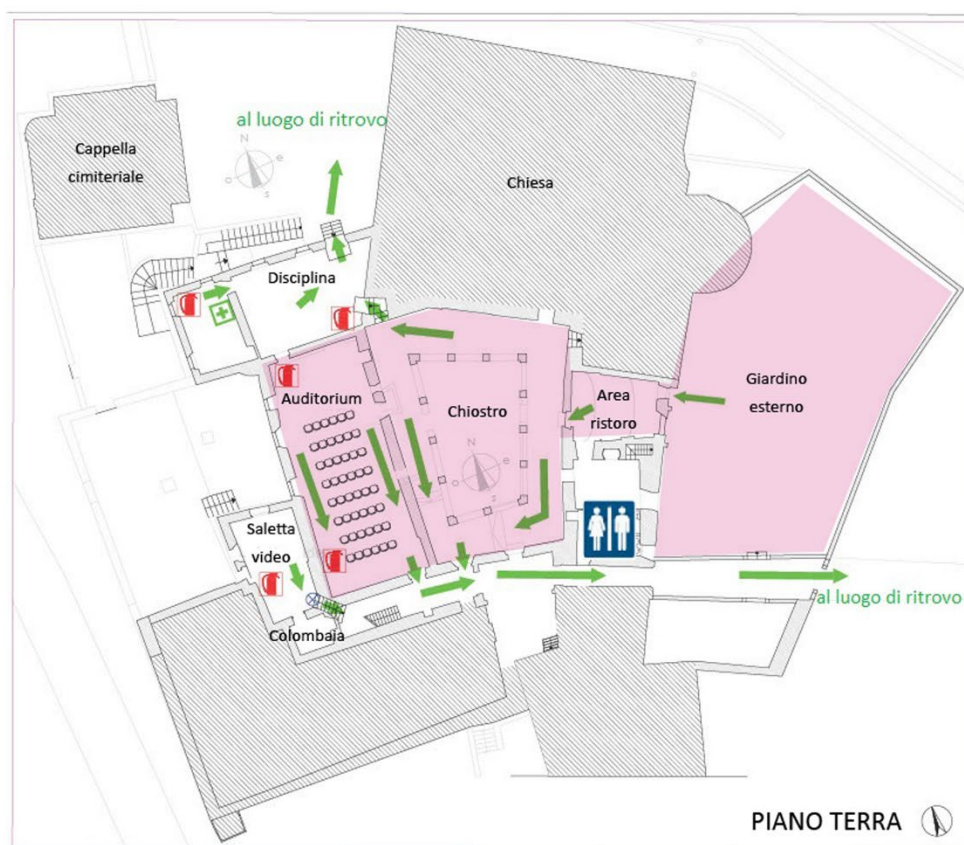 al luogo di ritrovo
Cappella
cimiteriale
Chiesa
Disciplina
Giardino
esterno
Auditorium
Chiostro
Area
ristoro
Saletta
video
Colombaia
al luogo di ritrovo
PIANO TERRA